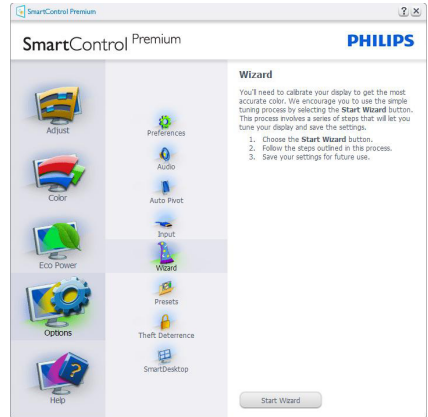 SmartControl Premium
SmartControl Premium
PHILIPS
Adjust
Color
Eco Power
Options
Help
Preferences
Audio
Auto Pivot
Input
Wizard
Presets
Theft Deterrence
SmartDesktop
Wizard
You'll need to calibrate your display to get the most
accurate color. We encourage you to use the simple
tuning process by selecting the Start Wizard button.
This process involves a series of steps that will let you
tune your display and save the settings.
1. Choose the Start Wizard button.
2. Follow the steps outlined in this process.
3. Save your settings for future use.
Start Wizard